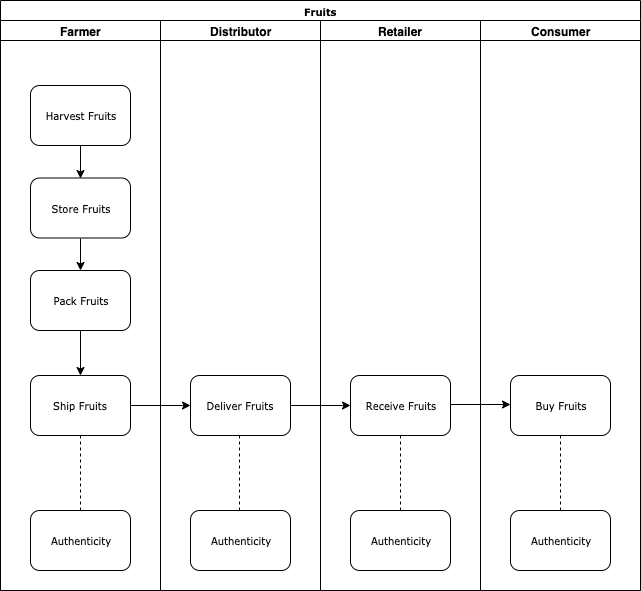 Fruits
Farmer
Distributor
Retailer
Consumer
Harvest Fruits
Store Fruits
Pack Fruits
Ship Fruits
Deliver Fruits
Receive Fruits
Buy Fruits
Authenticity
Authenticity
Authenticity
Authenticity